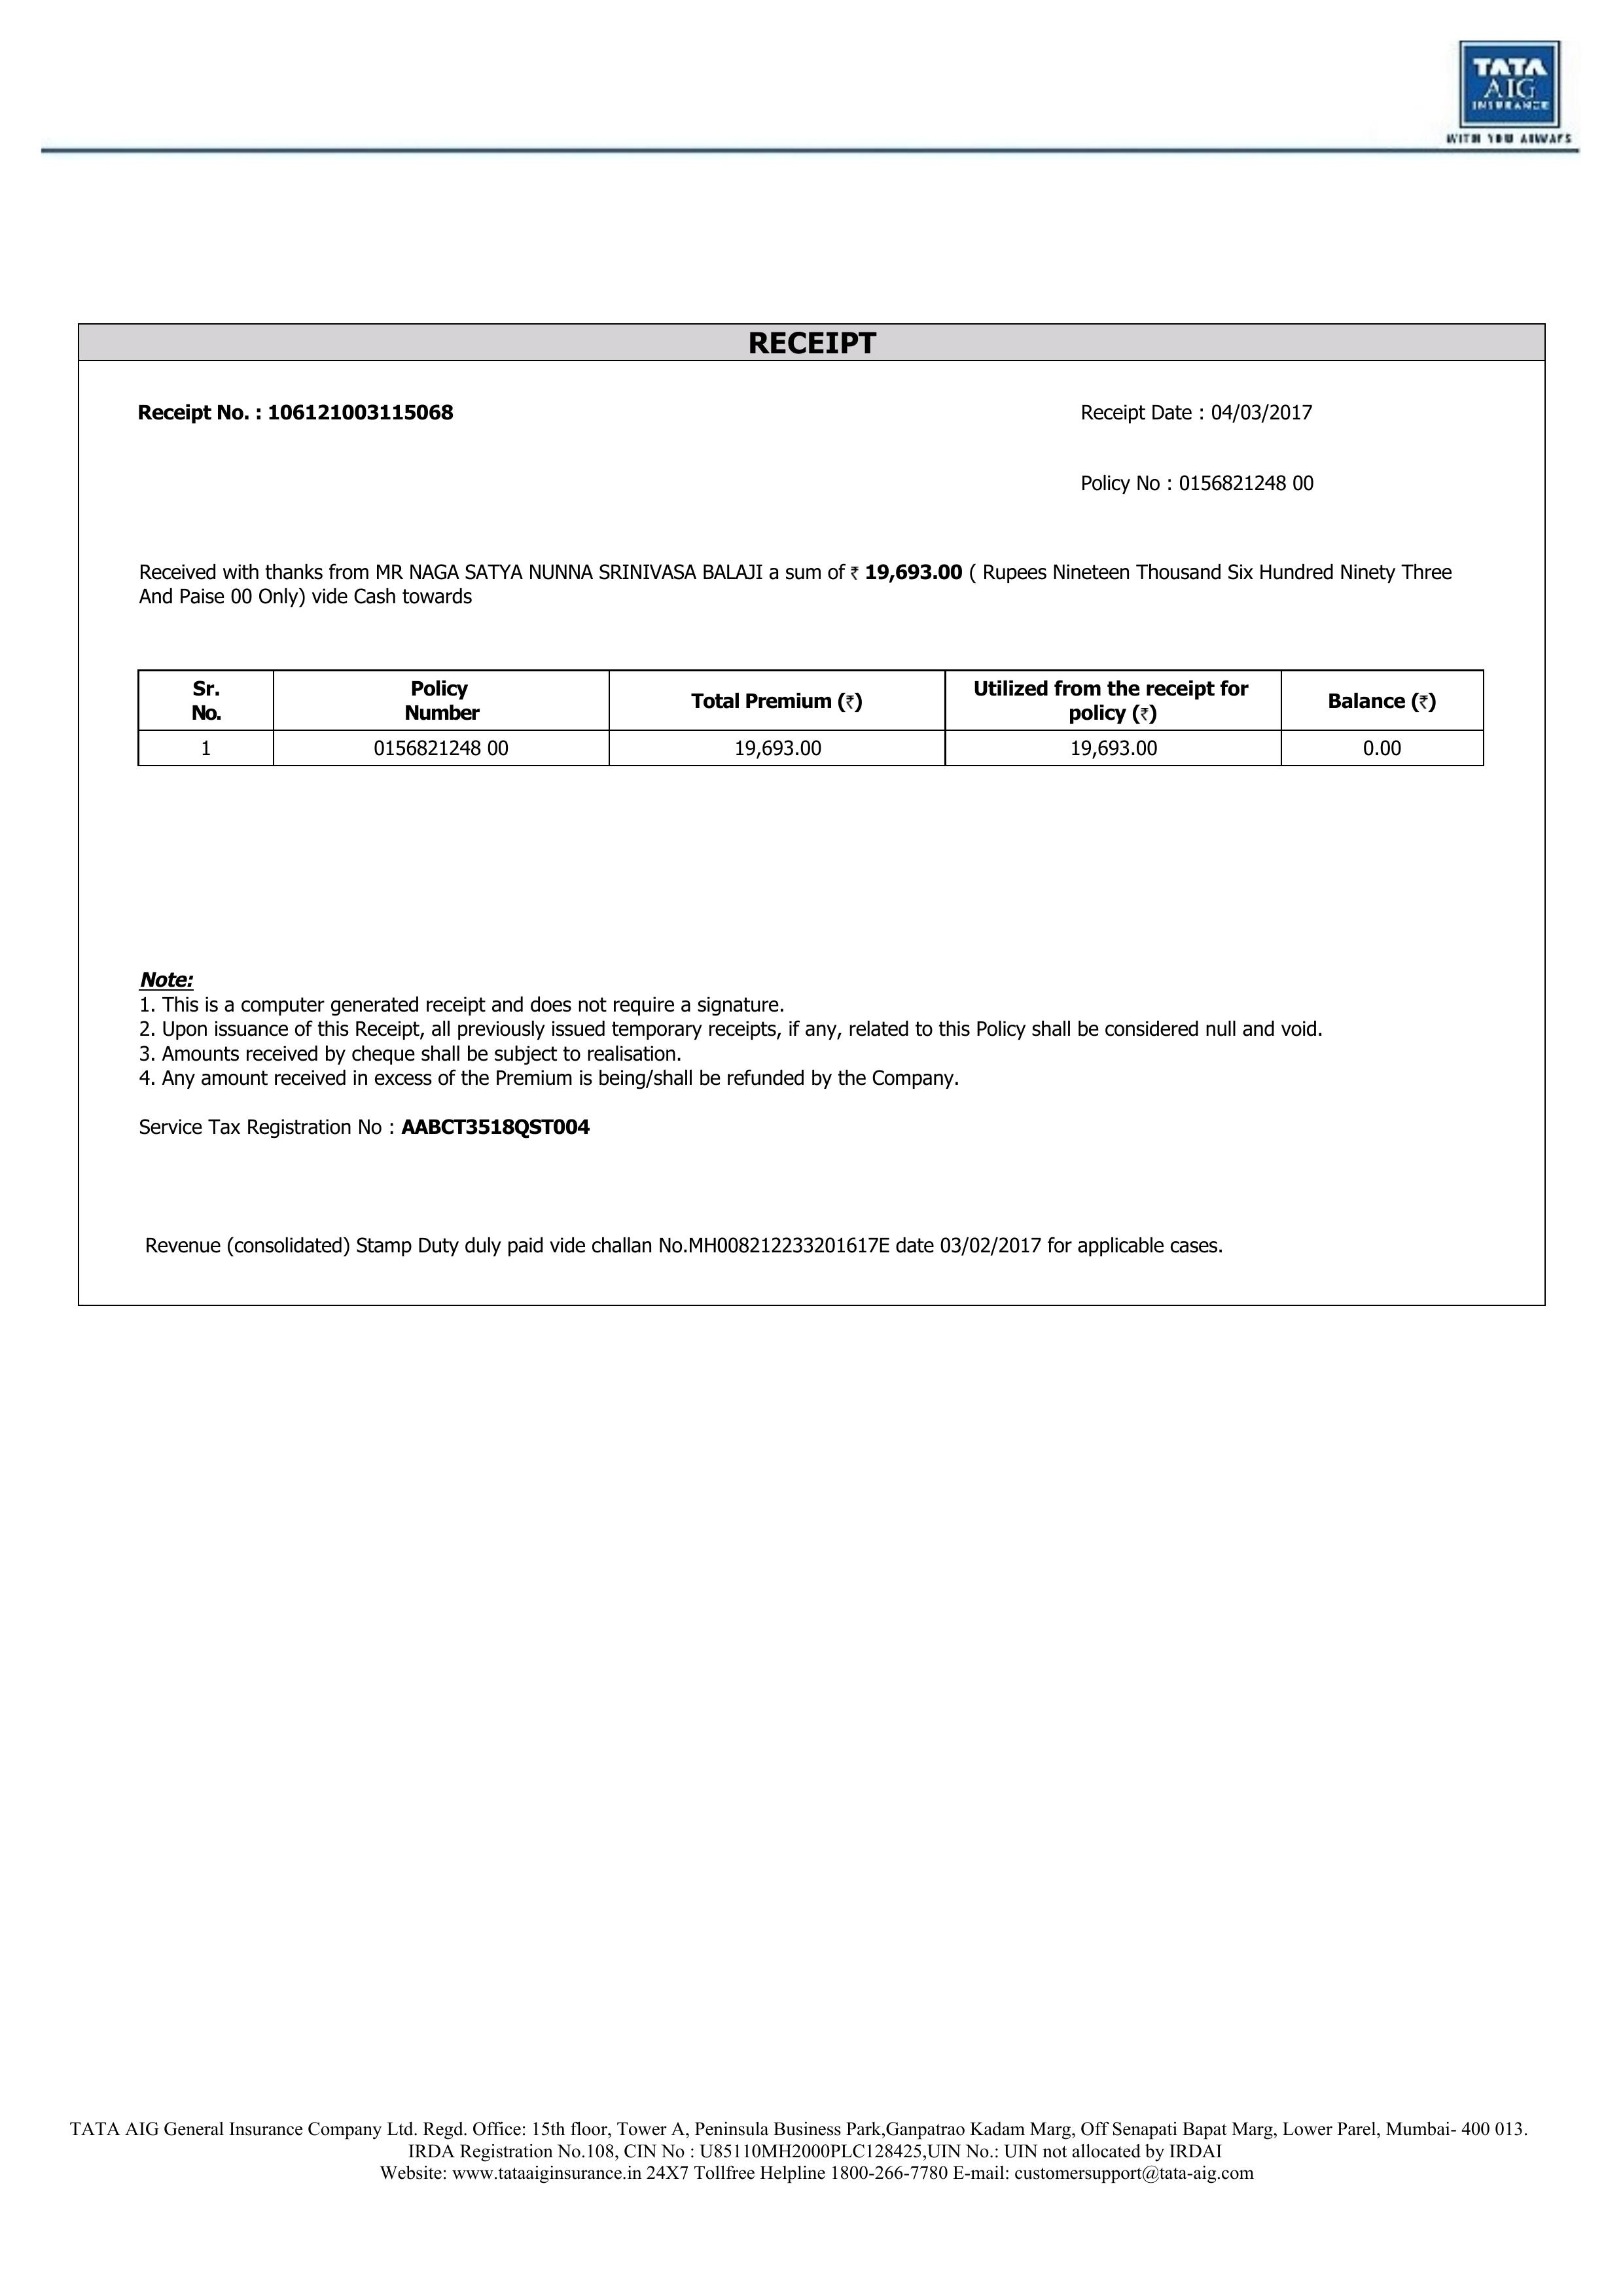 TATA
AIG
INSURANCE
WITH YOU ALWAYS
RECEIPT
Receipt No. : 106121003115068
Receipt Date : 04/03/2017
Policy No : 0156821248 00
Received with thanks from MR NAGA SATYA NUNNA SRINIVASA BALAJI a sum of ₹ 19,693.00 ( Rupees Nineteen Thousand Six Hundred Ninety Three
And Paise 00 Only) vide Cash towards
Sr. No. Policy Number Total Premium (₹) Utilized from the receipt for policy (₹) Balance (₹)
1 0156821248 00 19,693.00 19,693.00 0.00
Note:
1. This is a computer generated receipt and does not require a signature.
2. Upon issuance of this Receipt, all previously issued temporary receipts, if any, related to this Policy shall be considered null and void.
3. Amounts received by cheque shall be subject to realisation.
4. Any amount received in excess of the Premium is being/shall be refunded by the Company.
Service Tax Registration No : AABCT3518QST004
Revenue (consolidated) Stamp Duty duly paid vide challan No.MH008212233201617E date 03/02/2017 for applicable cases.
TATA AIG General Insurance Company Ltd. Regd. Office: 15th floor, Tower A, Peninsula Business Park,Ganpatrao Kadam Marg, Off Senapati Bapat Marg, Lower Parel, Mumbai- 400 013.
IRDA Registration No.108, CIN No : U85110MH2000PLC128425,UIN No.: UIN not allocated by IRDAI
Website: www.tataaiginsurance.in 24X7 Tollfree Helpline 1800-266-7780 E-mail: customersupport@tata-aig.com